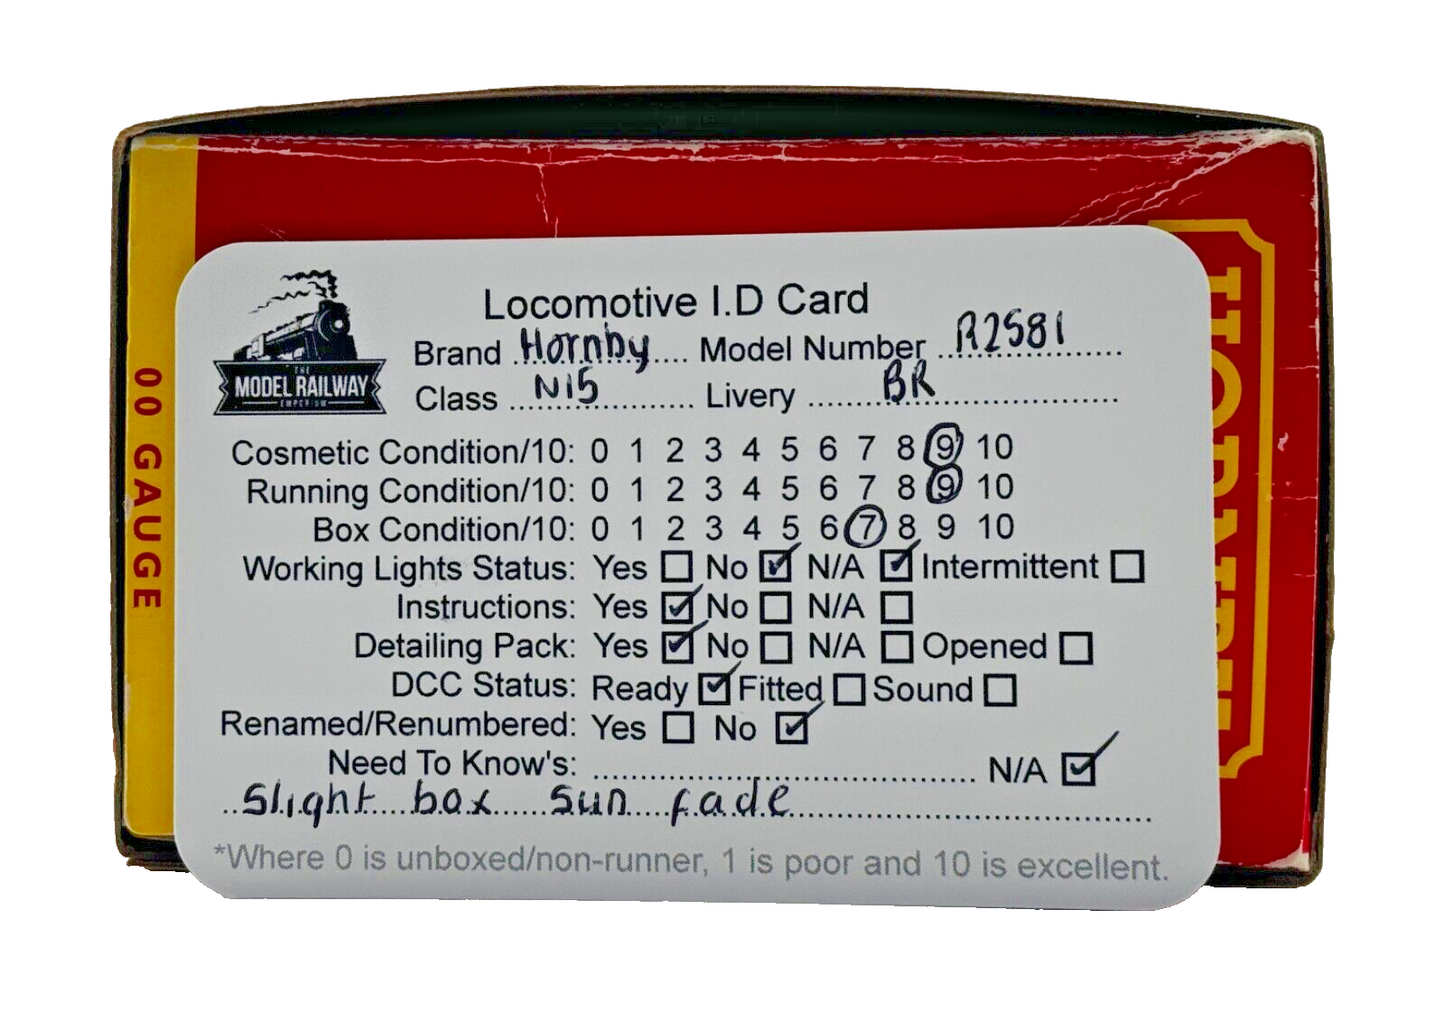 Locomotive I.D Card
THE
MODEL RAILWAY
EMPORIUM
Brand Hornby Model Number R2581
Class N15 Livery BR
Cosmetic Condition/10: 0 1 2 3 4 5 6 7 8 9 10
Running Condition/10: 0 1 2 3 4 5 6 7 8 9 10
Box Condition/10: 0 1 2 3 4 5 6 7 8 9 10
Working Lights Status: Yes No N/A Intermittent
Instructions: Yes No N/A
Detailing Pack: Yes No N/A Opened
DCC Status: Ready Fitted Sound
Renamed/Renumbered: Yes No
Need To Know's: N/A
Slight box sun fade
*Where 0 is unboxed/non-runner, 1 is poor and 10 is excellent.
00 GAUGE
HORNBY